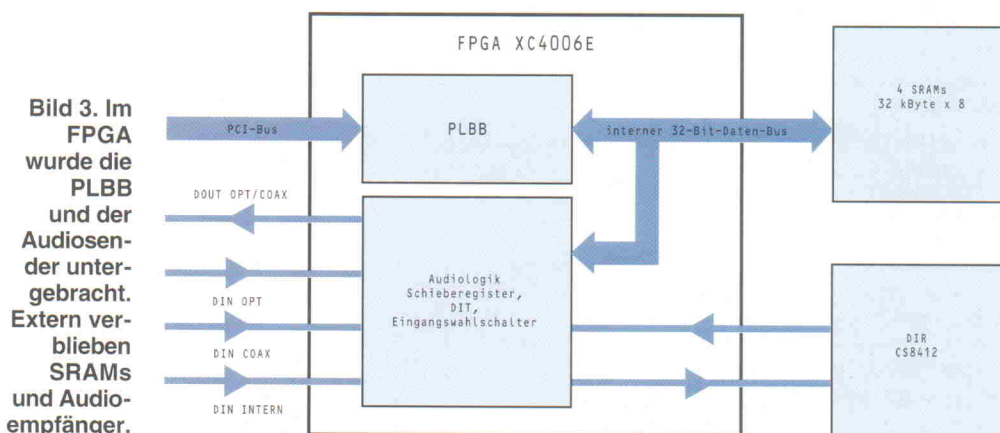 Bild 3. Im
FPGA
wurde die
PLBB
und der
Audiosen-
der unter-
gebracht.
Extern ver-
blieben
SRAMs
und Audio-
empfänger.
FPGA XC4006E
PCI-Bus
PLBB
interner 32-Bit-Daten-Bus
4 SRAMs
32 kByte x 8
DOUT OPT/COAX
DIN OPT
DIN COAX
DIN INTERN
Audiologik
Schieberegister,
DIT,
Eingangswahlschalter
DIR
CS8412